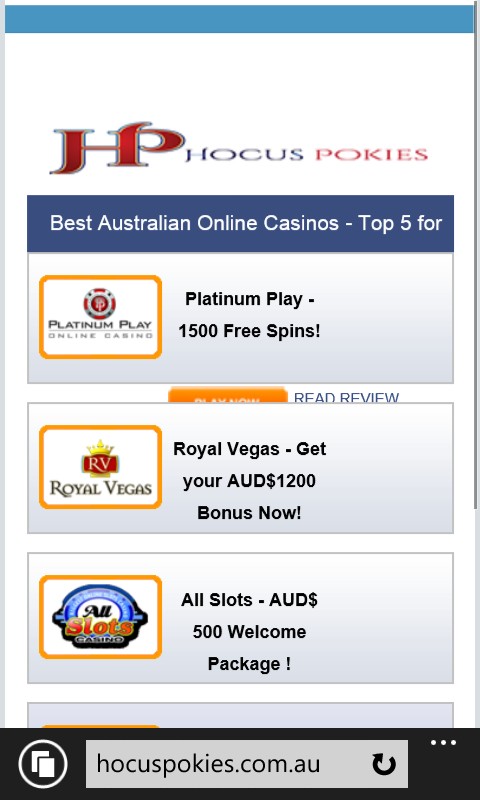 HP HOCUS POKIES
Best Australian Online Casinos - Top 5 for
PLATINUM PLAY
ONLINE CASINO
Platinum Play -
1500 Free Spins!
PLAY NOW READ REVIEW
RV
ROYAL VEGAS
Royal Vegas - Get
your AUD$1200
Bonus Now!
All
Slots
CASINO
All Slots - AUD$
500 Welcome
Package !
hocuspokies.com.au